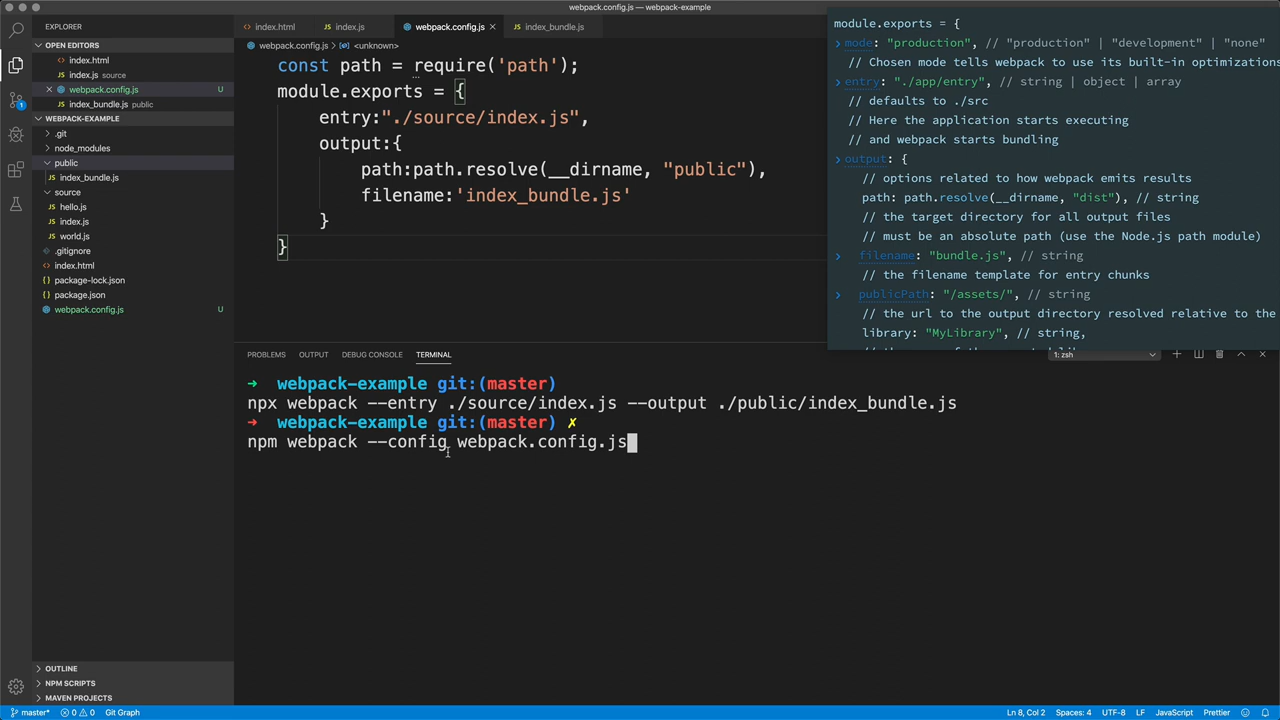 webpack.config.js — webpack-example
EXPLORER
OPEN EDITORS
index.html
index.js source
webpack.config.js U
index_bundle.js public
WEBPACK-EXAMPLE
.git
node_modules
public
index_bundle.js
source
hello.js
index.js
world.js
.gitignore
index.html
package-lock.json
package.json
webpack.config.js U
OUTLINE
NPM SCRIPTS
MAVEN PROJECTS
index.html index.js webpack.config.js index_bundle.js
webpack.config.js > <unknown>
const path = require('path');
module.exports = {
entry:"./source/index.js",
output:{
path:path.resolve(__dirname, "public"),
filename:'index_bundle.js'
}
}
module.exports = {
mode: "production", // "production" | "development" | "none"
// Chosen mode tells webpack to use its built-in optimizations
entry: "./app/entry", // string | object | array
// defaults to ./src
// Here the application starts executing
// and webpack starts bundling
output: {
// options related to how webpack emits results
path: path.resolve(__dirname, "dist"), // string
// the target directory for all output files
// must be an absolute path (use the Node.js path module)
filename: "bundle.js", // string
// the filename template for entry chunks
publicPath: "/assets/", // string
// the url to the output directory resolved relative to the
library: "MyLibrary", // string,
PROBLEMS OUTPUT DEBUG CONSOLE TERMINAL 1: zsh
→ webpack-example git:(master)
npx webpack --entry ./source/index.js --output ./public/index_bundle.js
→ webpack-example git:(master) ✗
npm webpack --config webpack.config.js
master* 0 0 Git Graph Ln 8, Col 2 Spaces: 4 UTF-8 LF JavaScript Prettier